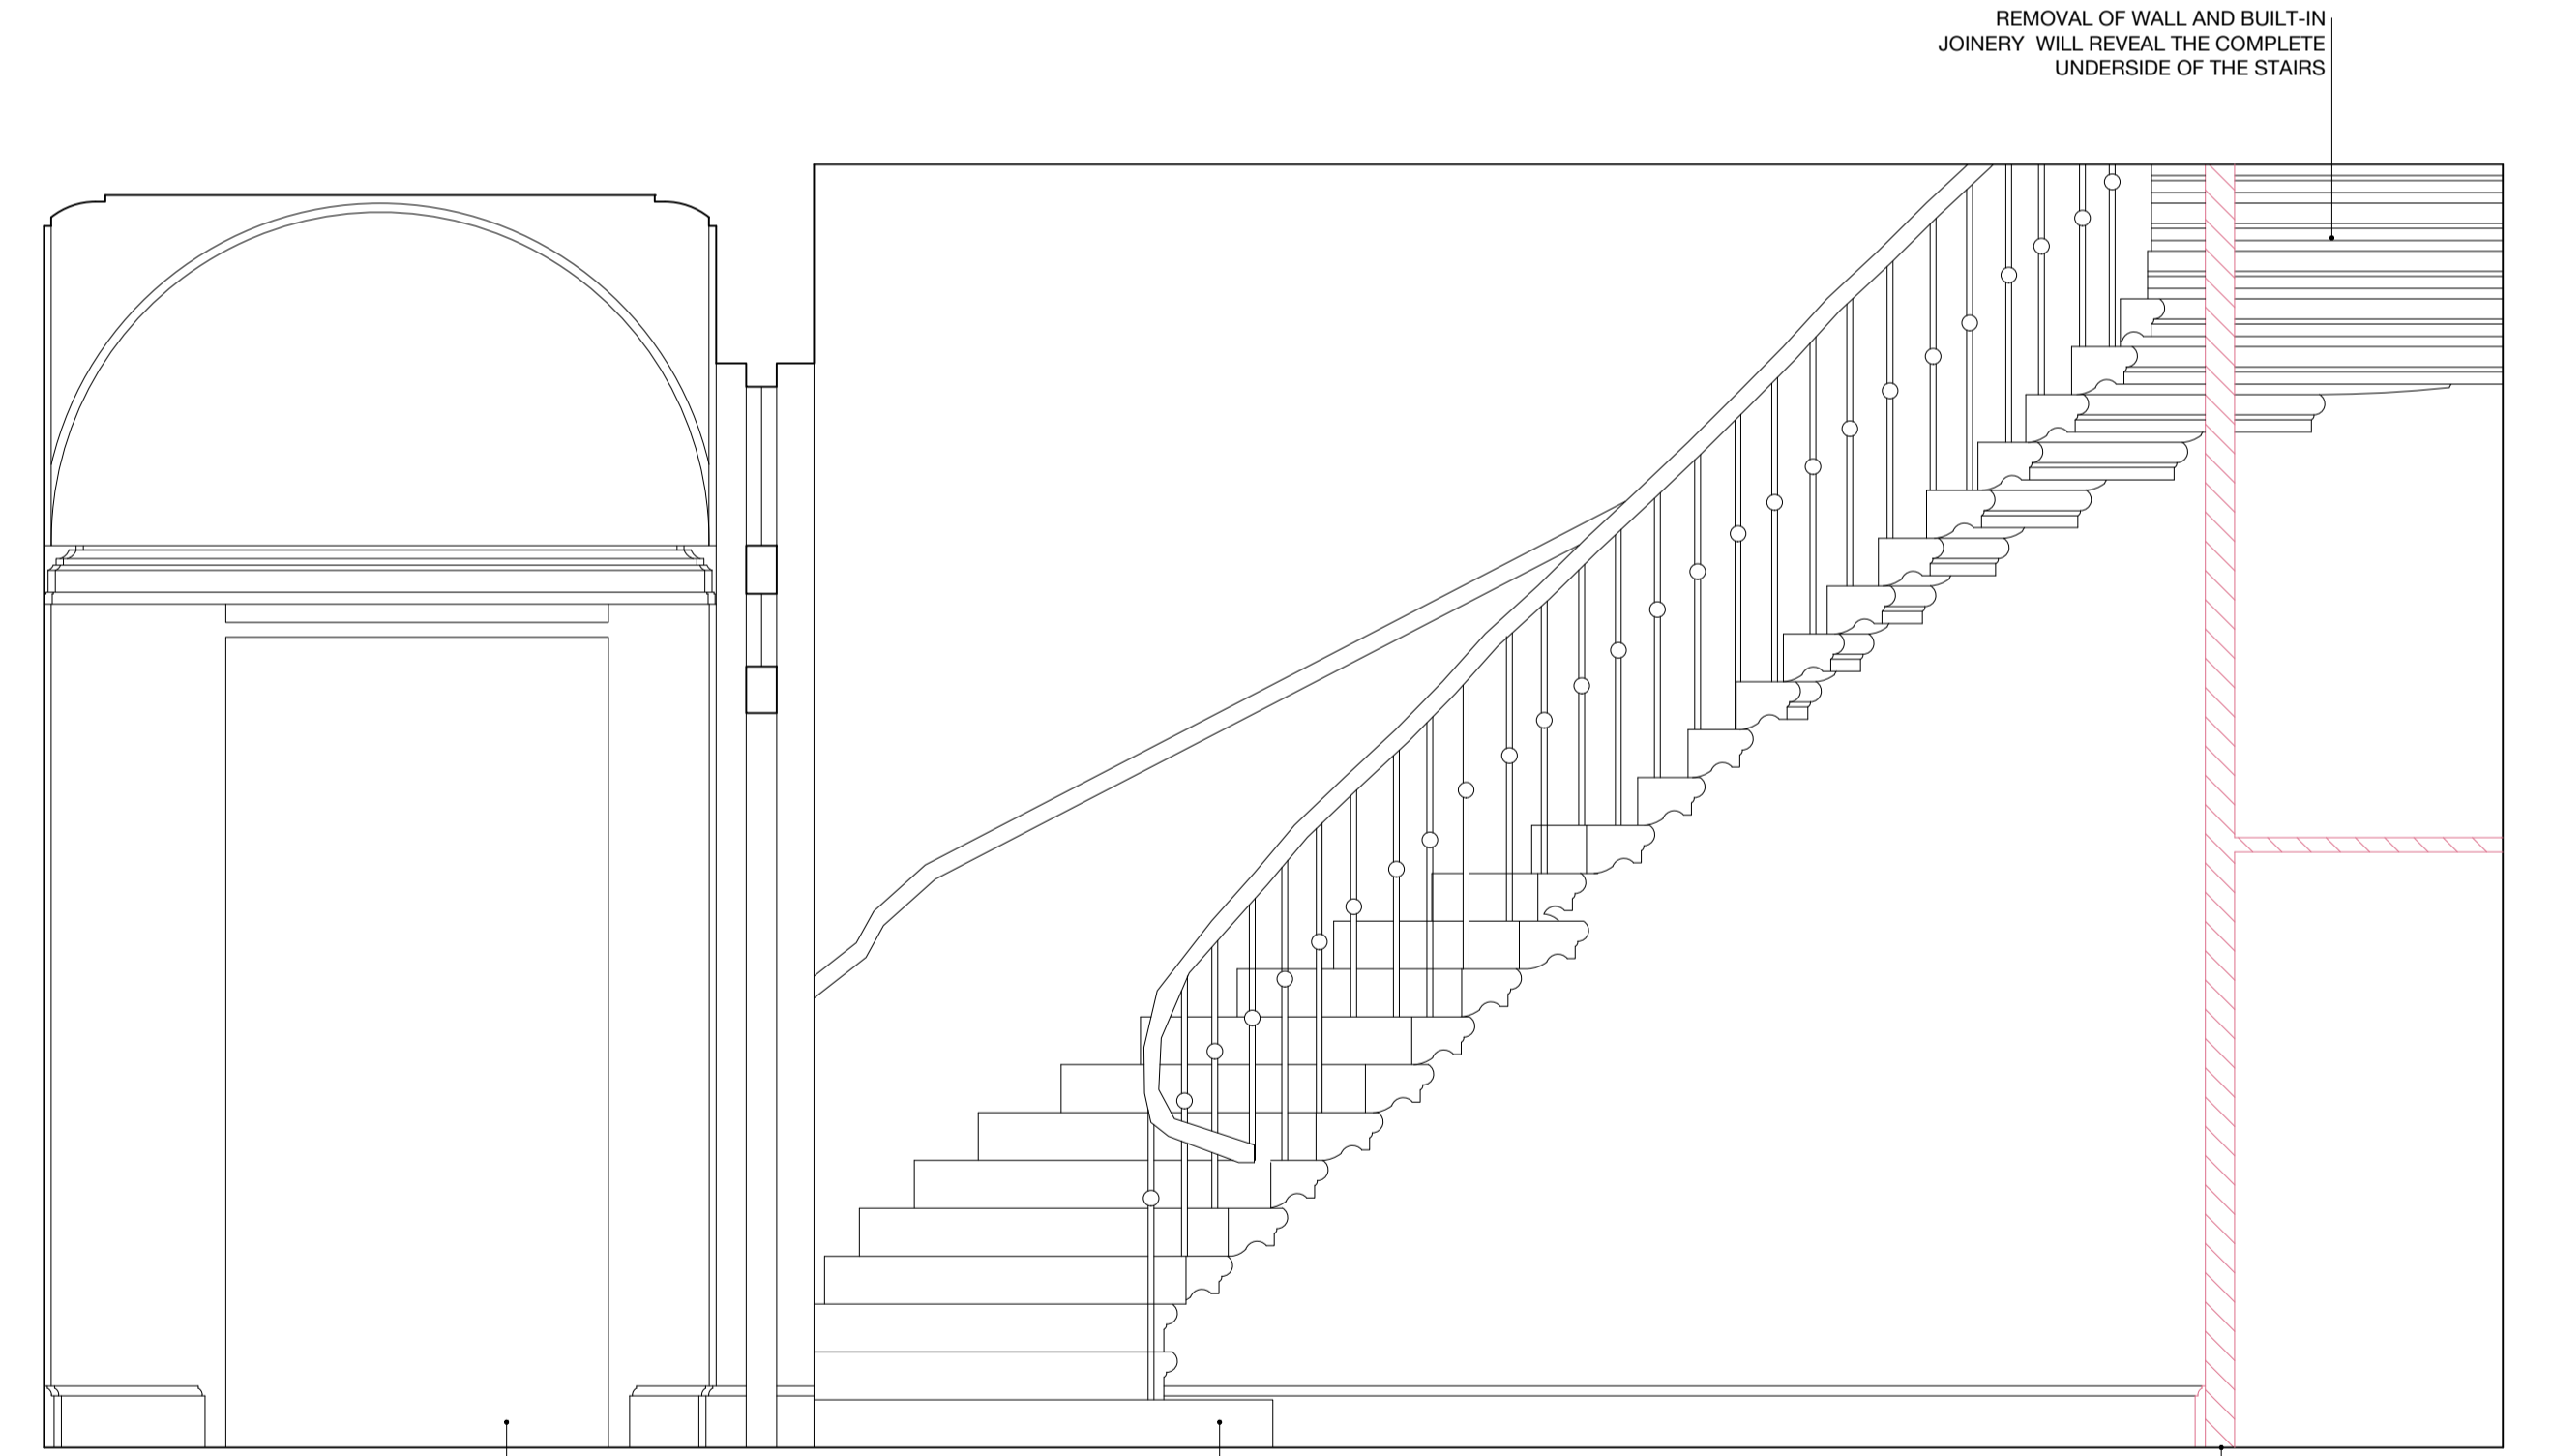 REMOVAL OF WALL AND BUILT-IN
JOINERY WILL REVEAL THE COMPLETE
UNDERSIDE OF THE STAIRS